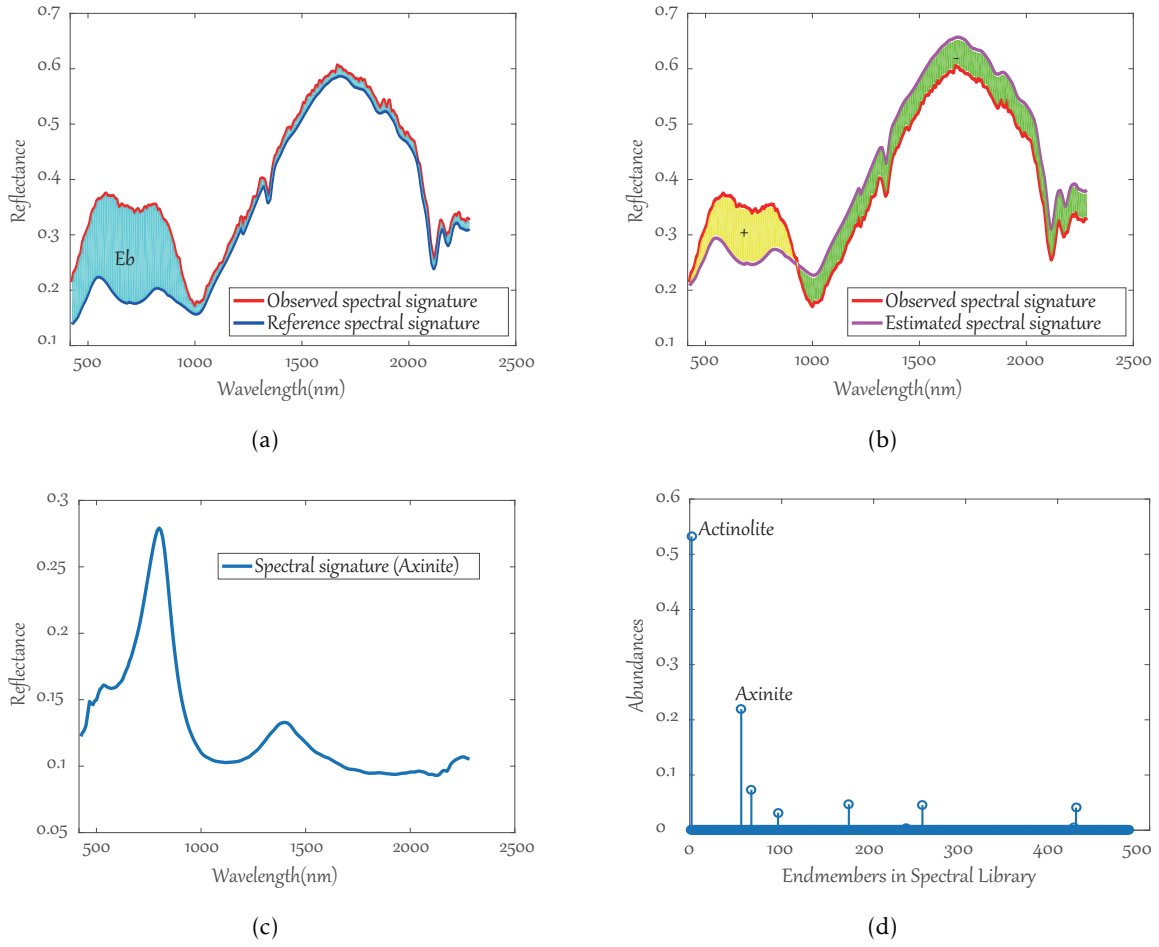 0.7
0.6
0.5
0.4
0.3
0.2
0.1
Reflectance
Eb
Observed spectral signature
Reference spectral signature
500 1000 1500 2000 2500
Wavelength(nm)
(a)
0.7
0.6
0.5
0.4
0.3
0.2
0.1
Reflectance
-
+
Observed spectral signature
Estimated spectral signature
500 1000 1500 2000 2500
Wavelength(nm)
(b)
0.3
0.25
0.2
0.15
0.1
0.05
Reflectance
Spectral signature (Axinite)
500 1000 1500 2000 2500
Wavelength(nm)
(c)
0.6
0.5
0.4
0.3
0.2
0.1
0
Abundances
Actinolite
Axinite
0 100 200 300 400 500
Endmembers in Spectral Library
(d)